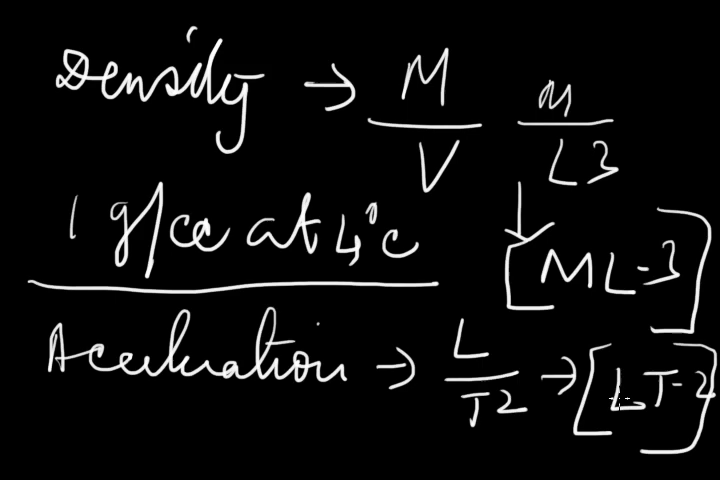 Density → M/V M/L3
1 g/cc at 4°C [ML-3]
Acceleration → L/T2 → [LT-2]